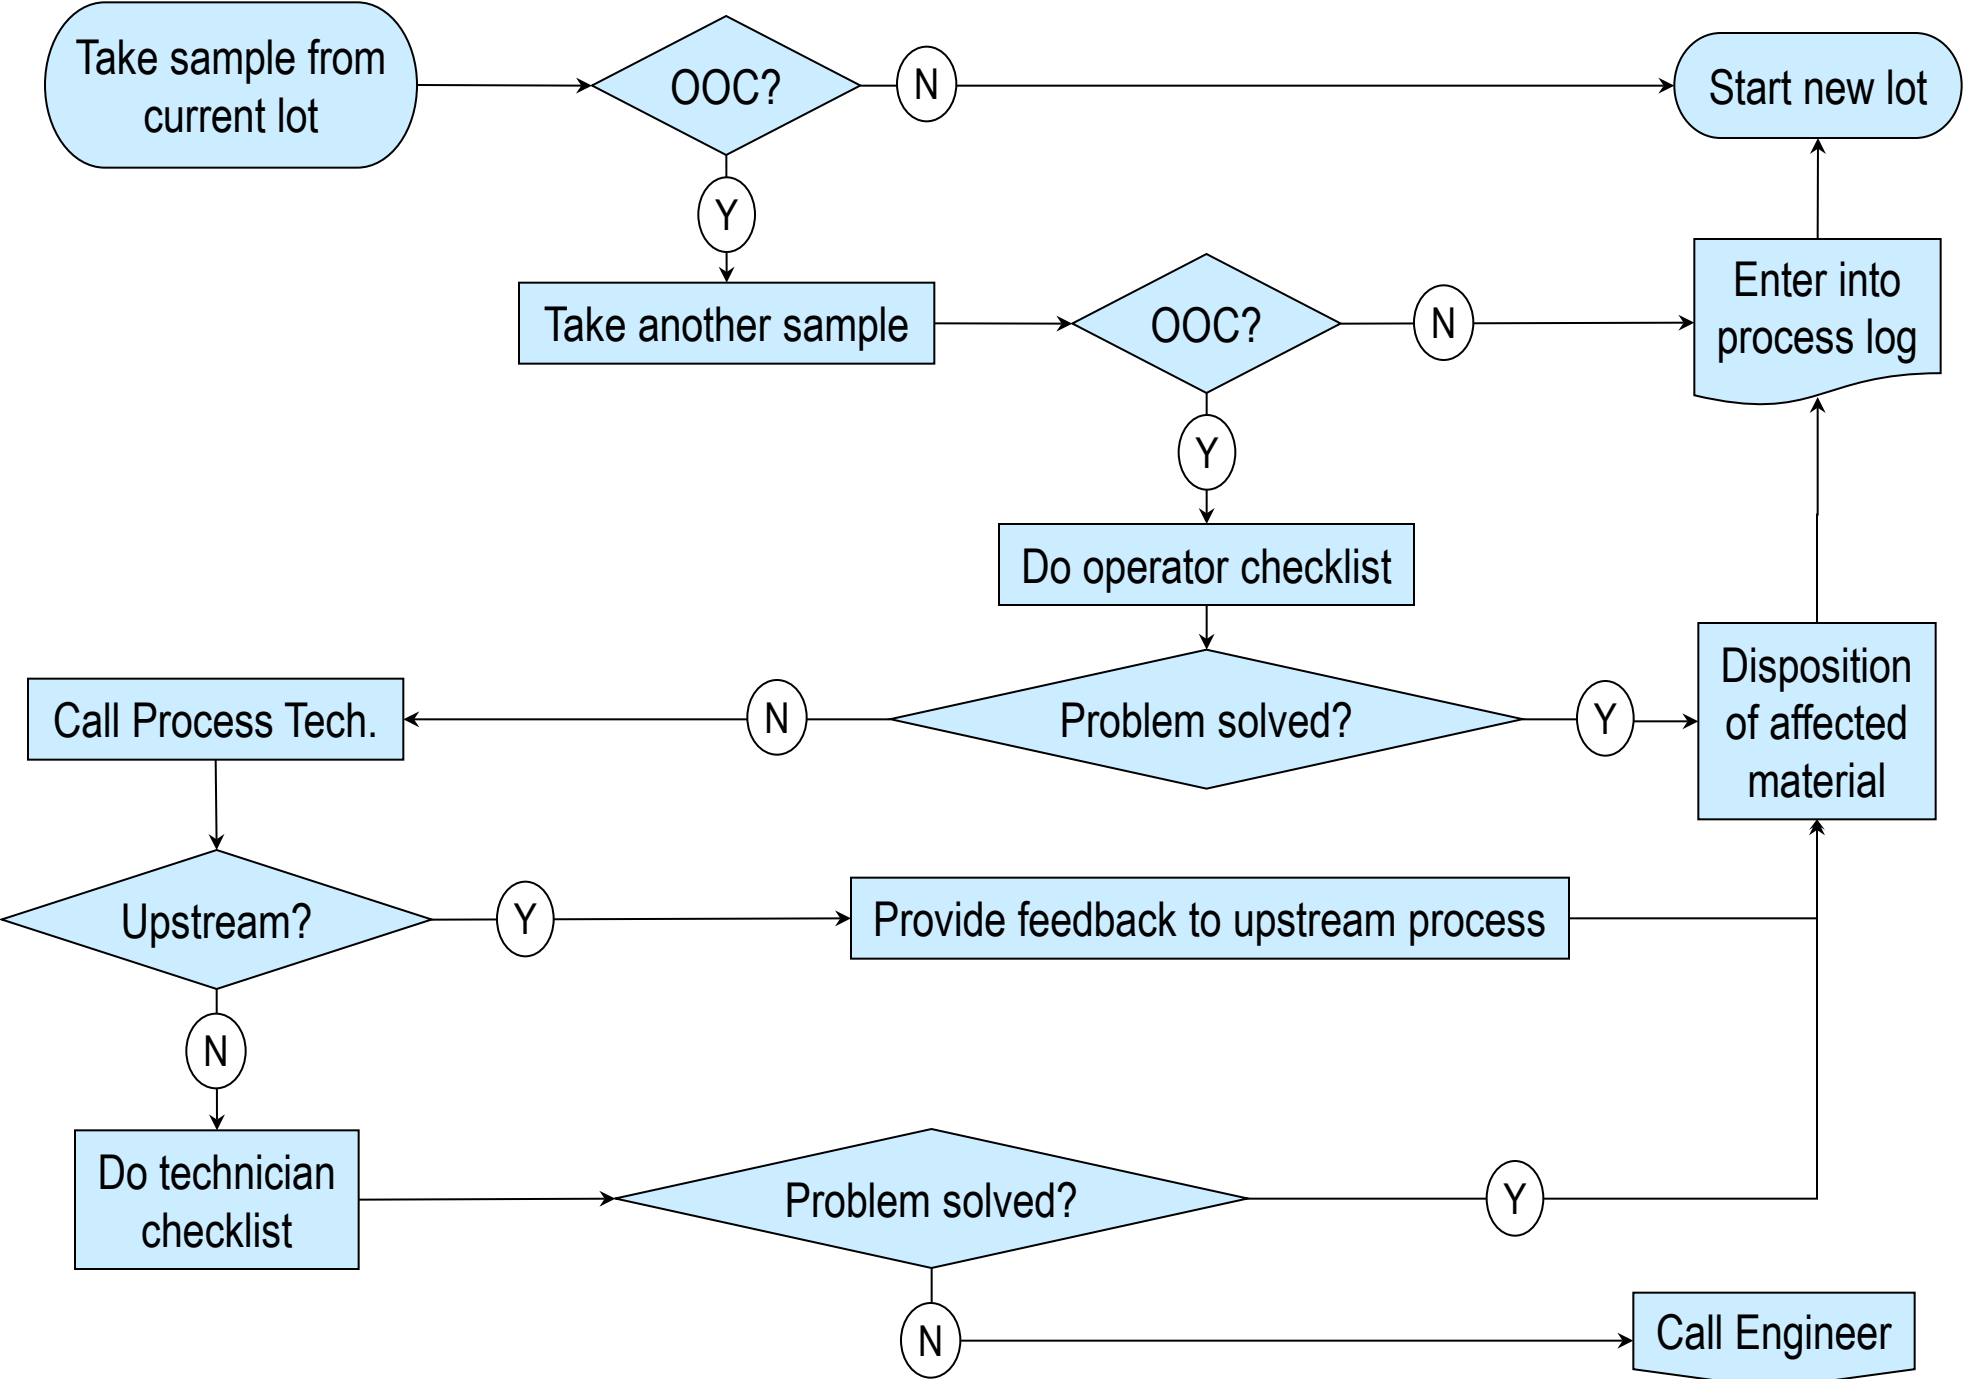 Take sample from
current lot
OOC?
N
Start new lot
Y
Take another sample
OOC?
N
Enter into
process log
Y
Do operator checklist
Call Process Tech.
N
Problem solved?
Y
Disposition
of affected
material
Upstream?
Y
Provide feedback to upstream process
N
Do technician
checklist
Problem solved?
Y
N
Call Engineer